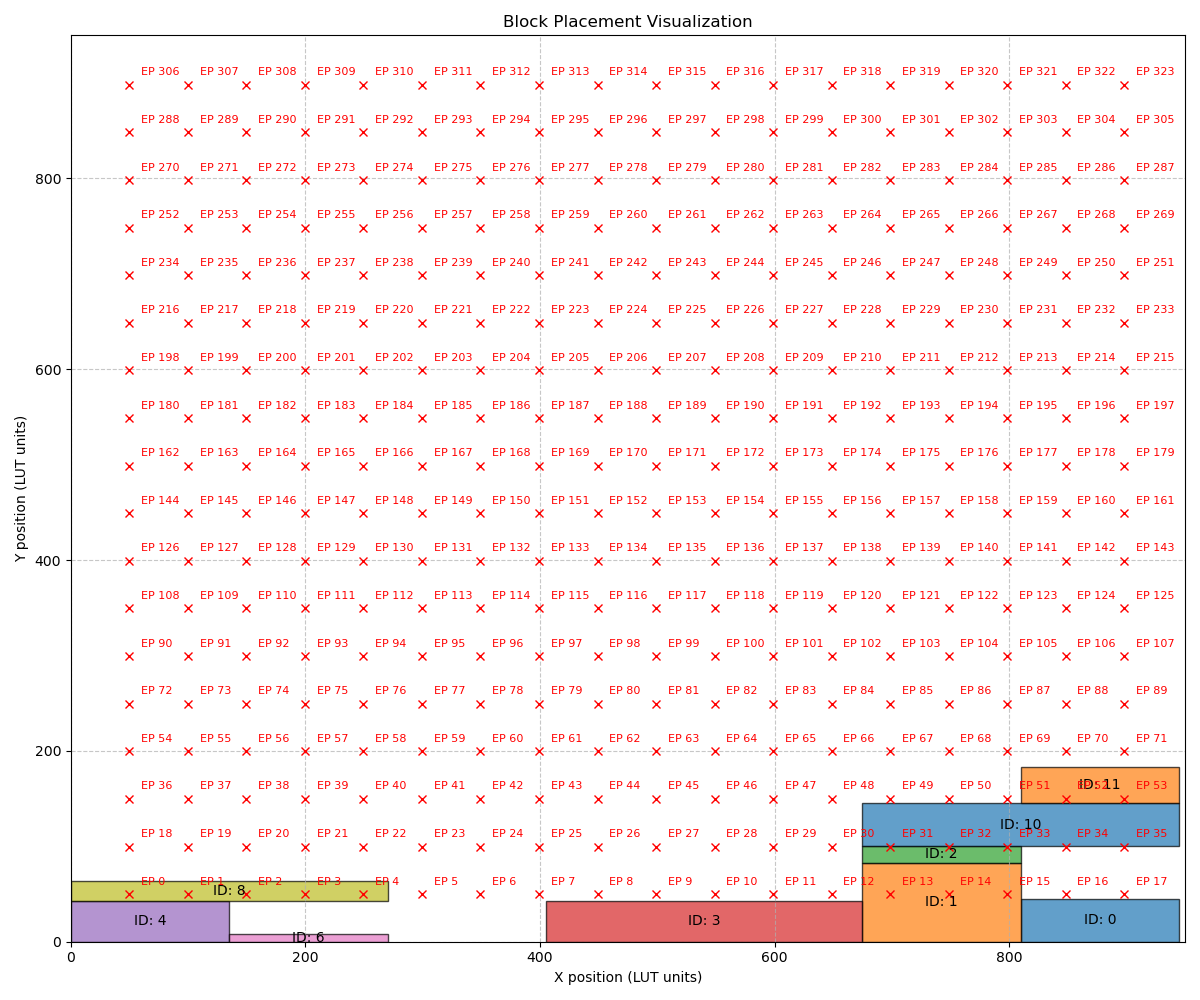 Block Placement Visualization
EP 306 EP 307 EP 308 EP 309 EP 310 EP 311 EP 312 EP 313 EP 314 EP 315 EP 316 EP 317 EP 318 EP 319 EP 320 EP 321 EP 322 EP 323
EP 288 EP 289 EP 290 EP 291 EP 292 EP 293 EP 294 EP 295 EP 296 EP 297 EP 298 EP 299 EP 300 EP 301 EP 302 EP 303 EP 304 EP 305
800 EP 270 EP 271 EP 272 EP 273 EP 274 EP 275 EP 276 EP 277 EP 278 EP 279 EP 280 EP 281 EP 282 EP 283 EP 284 EP 285 EP 286 EP 287
EP 252 EP 253 EP 254 EP 255 EP 256 EP 257 EP 258 EP 259 EP 260 EP 261 EP 262 EP 263 EP 264 EP 265 EP 266 EP 267 EP 268 EP 269
EP 234 EP 235 EP 236 EP 237 EP 238 EP 239 EP 240 EP 241 EP 242 EP 243 EP 244 EP 245 EP 246 EP 247 EP 248 EP 249 EP 250 EP 251
EP 216 EP 217 EP 218 EP 219 EP 220 EP 221 EP 222 EP 223 EP 224 EP 225 EP 226 EP 227 EP 228 EP 229 EP 230 EP 231 EP 232 EP 233
600 EP 198 EP 199 EP 200 EP 201 EP 202 EP 203 EP 204 EP 205 EP 206 EP 207 EP 208 EP 209 EP 210 EP 211 EP 212 EP 213 EP 214 EP 215
EP 180 EP 181 EP 182 EP 183 EP 184 EP 185 EP 186 EP 187 EP 188 EP 189 EP 190 EP 191 EP 192 EP 193 EP 194 EP 195 EP 196 EP 197
Y position (LUT units)
EP 162 EP 163 EP 164 EP 165 EP 166 EP 167 EP 168 EP 169 EP 170 EP 171 EP 172 EP 173 EP 174 EP 175 EP 176 EP 177 EP 178 EP 179
EP 144 EP 145 EP 146 EP 147 EP 148 EP 149 EP 150 EP 151 EP 152 EP 153 EP 154 EP 155 EP 156 EP 157 EP 158 EP 159 EP 160 EP 161
400 EP 126 EP 127 EP 128 EP 129 EP 130 EP 131 EP 132 EP 133 EP 134 EP 135 EP 136 EP 137 EP 138 EP 139 EP 140 EP 141 EP 142 EP 143
EP 108 EP 109 EP 110 EP 111 EP 112 EP 113 EP 114 EP 115 EP 116 EP 117 EP 118 EP 119 EP 120 EP 121 EP 122 EP 123 EP 124 EP 125
EP 90 EP 91 EP 92 EP 93 EP 94 EP 95 EP 96 EP 97 EP 98 EP 99 EP 100 EP 101 EP 102 EP 103 EP 104 EP 105 EP 106 EP 107
EP 72 EP 73 EP 74 EP 75 EP 76 EP 77 EP 78 EP 79 EP 80 EP 81 EP 82 EP 83 EP 84 EP 85 EP 86 EP 87 EP 88 EP 89
200 EP 54 EP 55 EP 56 EP 57 EP 58 EP 59 EP 60 EP 61 EP 62 EP 63 EP 64 EP 65 EP 66 EP 67 EP 68 EP 69 EP 70 EP 71
EP 36 EP 37 EP 38 EP 39 EP 40 EP 41 EP 42 EP 43 EP 44 EP 45 EP 46 EP 47 EP 48 EP 49 EP 50 EP 51 EP 52 EP 53
ID: 11
ID: 10
EP 18 EP 19 EP 20 EP 21 EP 22 EP 23 EP 24 EP 25 EP 26 EP 27 EP 28 EP 29 EP 30 EP 31 EP 32 EP 33 EP 34 EP 35
ID: 2
EP 0 EP 1 EP 2 EP 3 EP 4 EP 5 EP 6 EP 7 EP 8 EP 9 EP 10 EP 11 EP 12 EP 13 EP 14 EP 15 EP 16 EP 17
ID: 8
ID: 1
ID: 4 ID: 3 ID: 0
ID: 6
0
0 200 400 600 800
X position (LUT units)